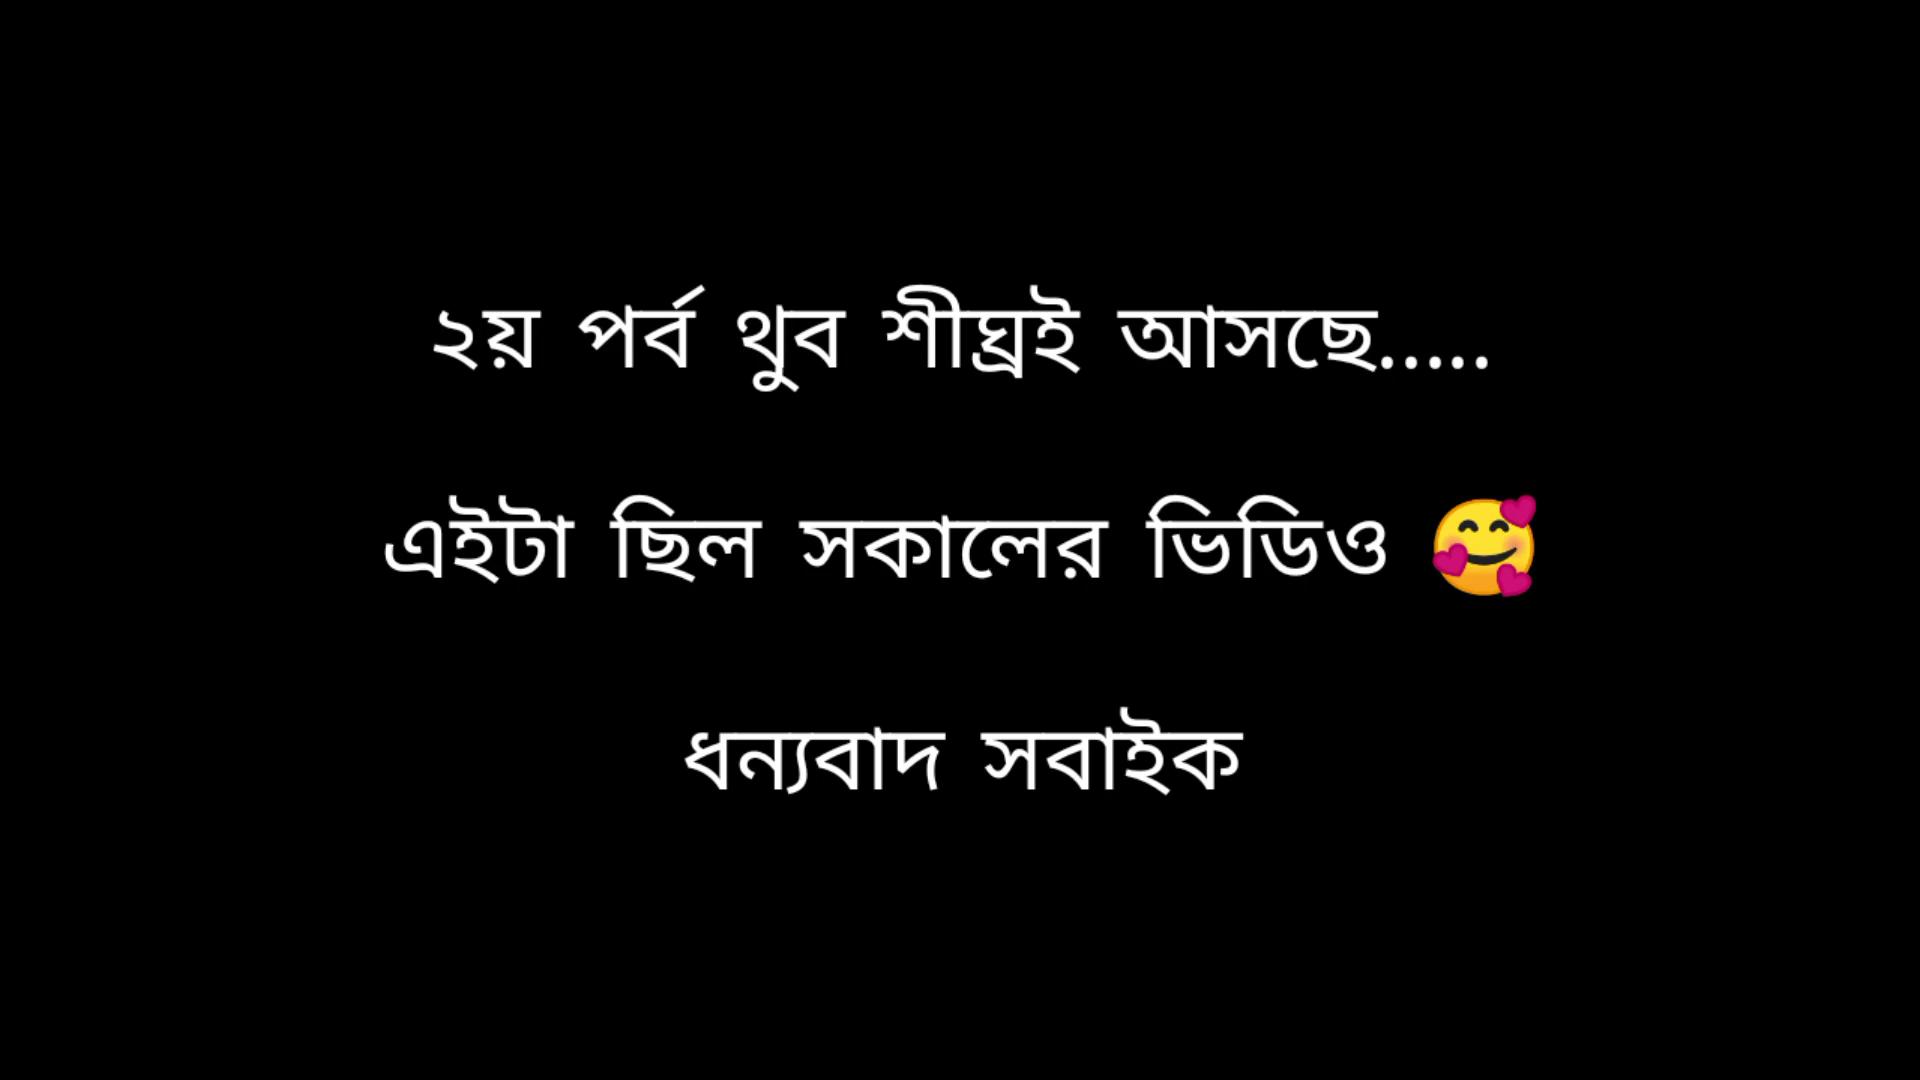 ২য় পর্ব থুব শীঘ্রই আসছে.....
এইটা ছিল সকালের ভিডিও 🥰
ধন্যবাদ সবাইক